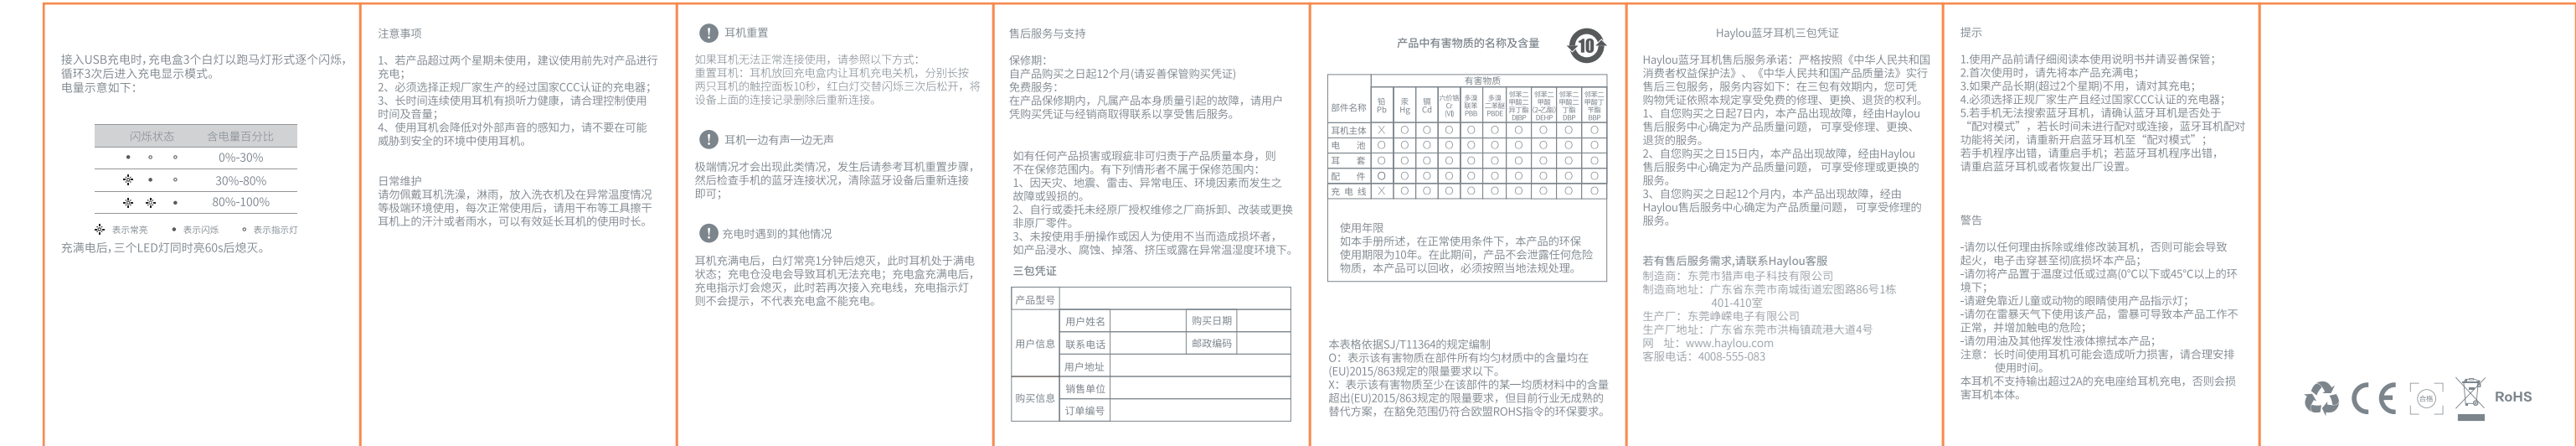 接入USB充电时，充电盒3个白灯以跑马灯形式逐个闪烁，
循环3次后进入充电显示模式。
电量示意如下：
闪烁状态 含电量百分比
0%-30%
30%-80%
80%-100%
表示常亮 表示闪烁 表示指示灯
充满电后，三个LED灯同时亮60s后熄灭。
注意事项
1、若产品超过两个星期未使用，建议使用前先对产品进行
充电；
2、必须选择正规厂家生产的经过国家CCC认证的充电器；
3、长时间连续使用耳机有损听力健康，请合理控制使用
时间及音量；
4、使用耳机会降低对外部声音的感知力，请不要在可能
威胁到安全的环境中使用耳机。
日常维护
请勿佩戴耳机洗澡，淋雨，放入洗衣机及在异常温度情况
等极端环境使用，每次正常使用后，请用干布等工具擦干
耳机上的汗汁或者雨水，可以有效延长耳机的使用时长。
! 耳机重置
如果耳机无法正常连接使用，请参照以下方式：
重置耳机：耳机放回充电盒内让耳机充电关机，分别长按
两只耳机的触控面板10秒，红白灯交替闪烁三次后松开，将
设备上面的连接记录删除后重新连接。
! 耳机一边有声一边无声
极端情况才会出现此类情况，发生后请参考耳机重置步骤，
然后检查手机的蓝牙连接状况，清除蓝牙设备后重新连接
即可；
! 充电时遇到的其他情况
耳机充满电后，白灯常亮1分钟后熄灭，此时耳机处于满电
状态；充电仓没电会导致耳机无法充电；充电盒充满电后，
充电指示灯会熄灭，此时若再次接入充电线，充电指示灯
则不会提示，不代表充电盒不能充电。
售后服务与支持
保修期：
自产品购买之日起12个月(请妥善保管购买凭证)
免费服务：
在产品保修期内，凡属产品本身质量引起的故障，请用户
凭购买凭证与经销商取得联系以享受售后服务。
如有任何产品损害或瑕疵非可归责于产品质量本身，则
不在保修范围内。有下列情形者不属于保修范围内：
1、因天灾、地震、雷击、异常电压、环境因素而发生之
故障或毁损的。
2、自行或委托未经原厂授权维修之厂商拆卸、改装或更换
非原厂零件。
3、未按使用手册操作或因人为使用不当而造成损坏者，
如产品浸水、腐蚀、掉落、挤压或露在异常温湿度环境下。
三包凭证
产品型号
用户信息
用户姓名 购买日期
联系电话 邮政编码
用户地址
购买信息
销售单位
订单编号
产品中有害物质的名称及含量 10
有害物质
部件名称 铅 Pb 汞 Hg 镉 Cd 六价铬 Cr (VI) 多溴联苯 PBB 多溴二苯醚 PBDE 邻苯二甲酸二异丁酯 DIBP 邻苯二甲酸(2-乙酯) DEHP 邻苯二甲酸二丁酯 DBP 邻苯二甲酸丁苄酯 BBP
耳机主体 X O O O O O O O O O
电池 O O O O O O O O O O
耳套 O O O O O O O O O O
配件 O O O O O O O O O O
充电线 X O O O O O O O O O
使用年限
如本手册所述，在正常使用条件下，本产品的环保
使用期限为10年。在此期间，产品不会泄露任何危险
物质，本产品可以回收，必须按照当地法规处理。
本表格依据SJ/T11364的规定编制
O：表示该有害物质在部件所有均匀材质中的含量均在
(EU)2015/863规定的限量要求以下。
X：表示该有害物质至少在该部件的某一均质材料中的含量
超出(EU)2015/863规定的限量要求，但目前行业无成熟的
替代方案，在豁免范围仍符合欧盟ROHS指令的环保要求。
Haylou蓝牙耳机三包凭证
Haylou蓝牙耳机售后服务承诺：严格按照《中华人民共和国
消费者权益保护法》、《中华人民共和国产品质量法》实行
售后三包服务，服务内容如下：在三包有效期内，您可凭
购物凭证依照本规定享受免费的修理、更换、退货的权利。
1、自您购买之日起7日内，本产品出现故障，经由Haylou
售后服务中心确定为产品质量问题，可享受修理、更换、
退货的服务。
2、自您购买之日15日内，本产品出现故障，经由Haylou
售后服务中心确定为产品质量问题，可享受修理或更换的
服务。
3、自您购买之日起12个月内，本产品出现故障，经由
Haylou售后服务中心确定为产品质量问题，可享受修理的
服务。
若有售后服务需求,请联系Haylou客服
制造商：东莞市猎声电子科技有限公司
制造商地址：广东省东莞市南城街道宏图路86号1栋
401-410室
生产厂：东莞峥嵘电子有限公司
生产厂地址：广东省东莞市洪梅镇疏港大道4号
网 址：www.haylou.com
客服电话：4008-555-083
提示
1.使用产品前请仔细阅读本使用说明书并请妥善保管；
2.首次使用时，请先将本产品充满电；
3.如果产品长期(超过2个星期)不用，请对其充电；
4.必须选择正规厂家生产且经过国家CCC认证的充电器；
5.若手机无法搜索蓝牙耳机，请确认蓝牙耳机是否处于
“配对模式”，若长时间未进行配对或连接，蓝牙耳机配对
功能将关闭，请重新开启蓝牙耳机至“配对模式”；
若手机程序出错，请重启手机；若蓝牙耳机程序出错，
请重启蓝牙耳机或者恢复出厂设置。
警告
-请勿以任何理由拆除或维修改装耳机，否则可能会导致
起火，电子击穿甚至彻底损坏本产品；
-请勿将产品置于温度过低或过高(0℃以下或45℃以上的环
境下；
-请避免靠近儿童或动物的眼睛使用产品指示灯；
-请勿在雷暴天气下使用该产品，雷暴可导致本产品工作不
正常，并增加触电的危险；
-请勿用油及其他挥发性液体擦拭本产品；
注意：长时间使用耳机可能会造成听力损害，请合理安排
使用时间。
本耳机不支持输出超过2A的充电座给耳机充电，否则会损
害耳机本体。
CE 合格 RoHS